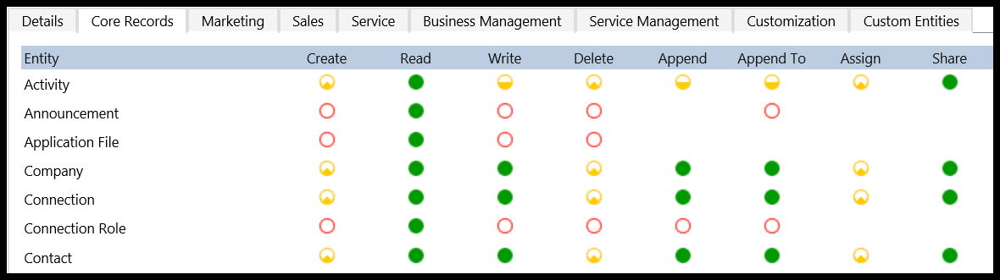 Details Core Records Marketing Sales Service Business Management Service Management Customization Custom Entities
Entity Create Read Write Delete Append Append To Assign Share
Activity
Announcement
Application File
Company
Connection
Connection Role
Contact